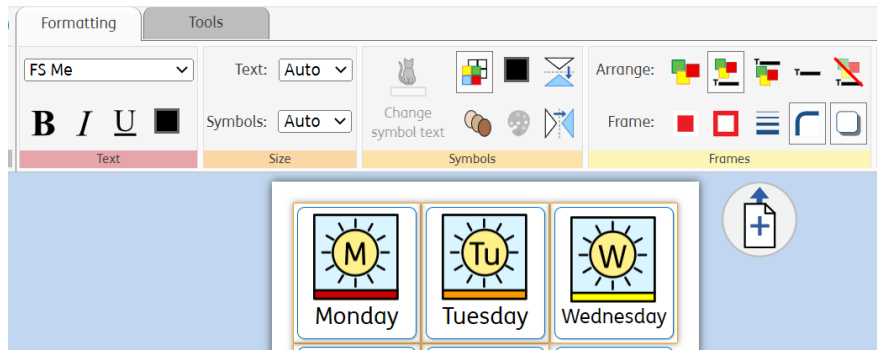 Formatting Tools
FS Me
Text: Auto
Arrange:
B I U
Symbols: Auto
Change
symbol text
Frame:
Text Size Symbols Frames
M Tu W
Monday Tuesday Wednesday